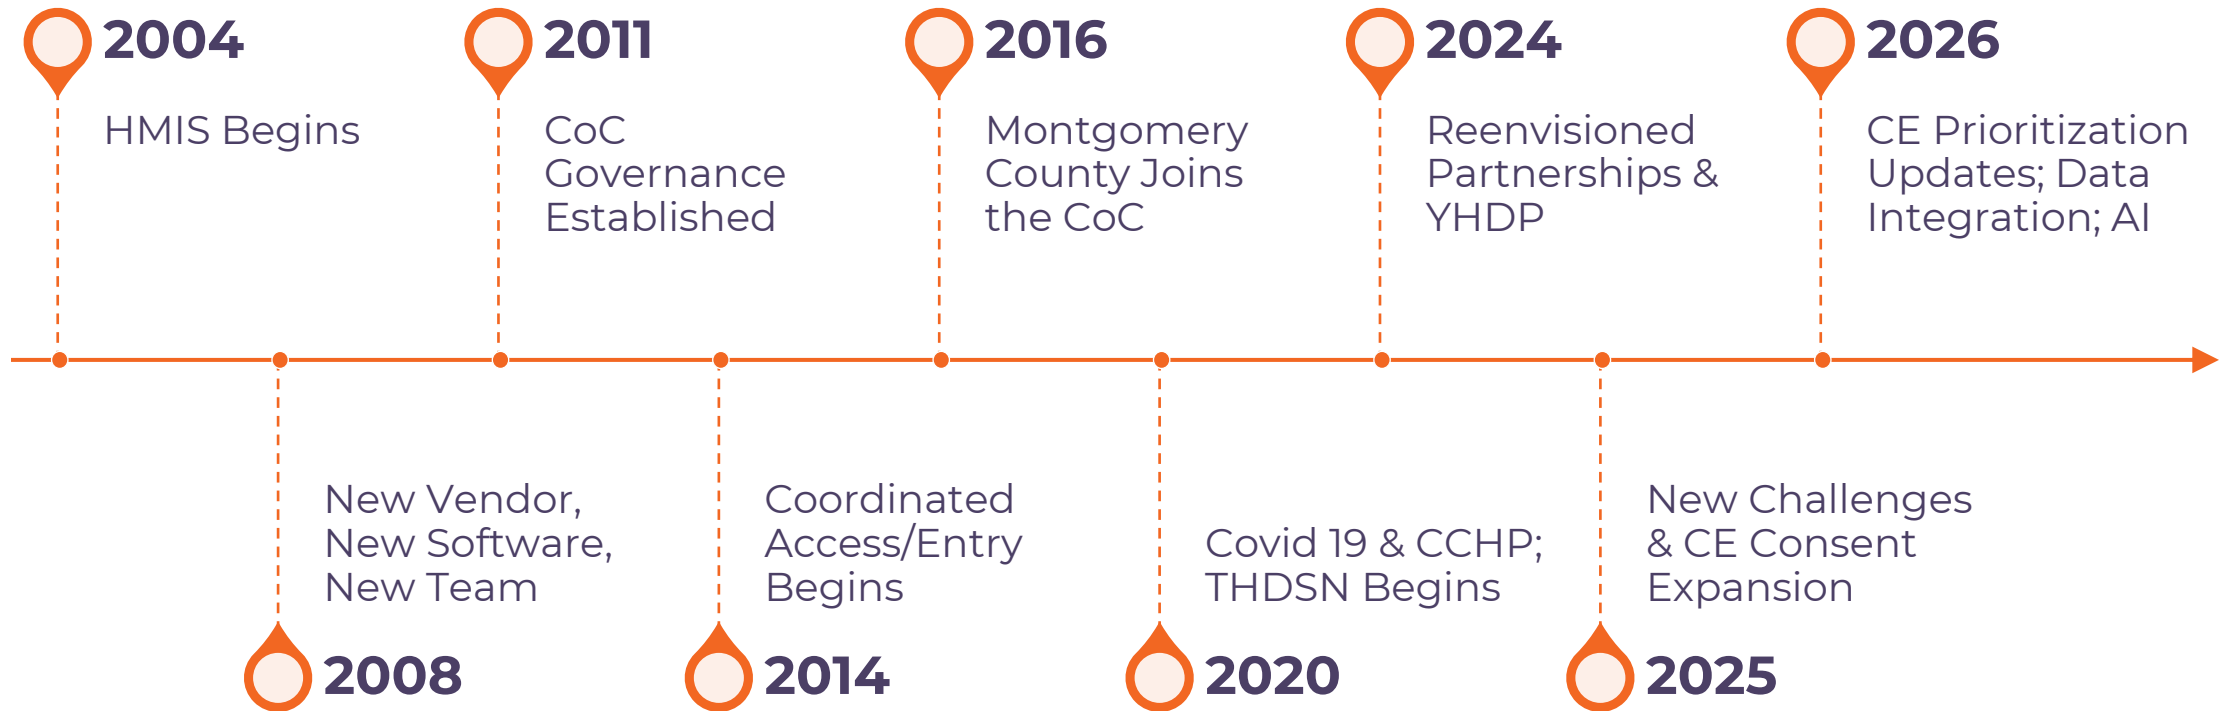 2004
HMIS Begins
2011
CoC
Governance
Established
2016
Montgomery
County Joins
the CoC
2024
Reenvisioned
Partnerships &
YHDP
2026
CE Prioritization
Updates; Data
Integration; AI
New Vendor,
New Software,
New Team
2008
Coordinated
Access/Entry
Begins
2014
Covid 19 & CCHP;
THDSN Begins
2020
New Challenges
& CE Consent
Expansion
2025